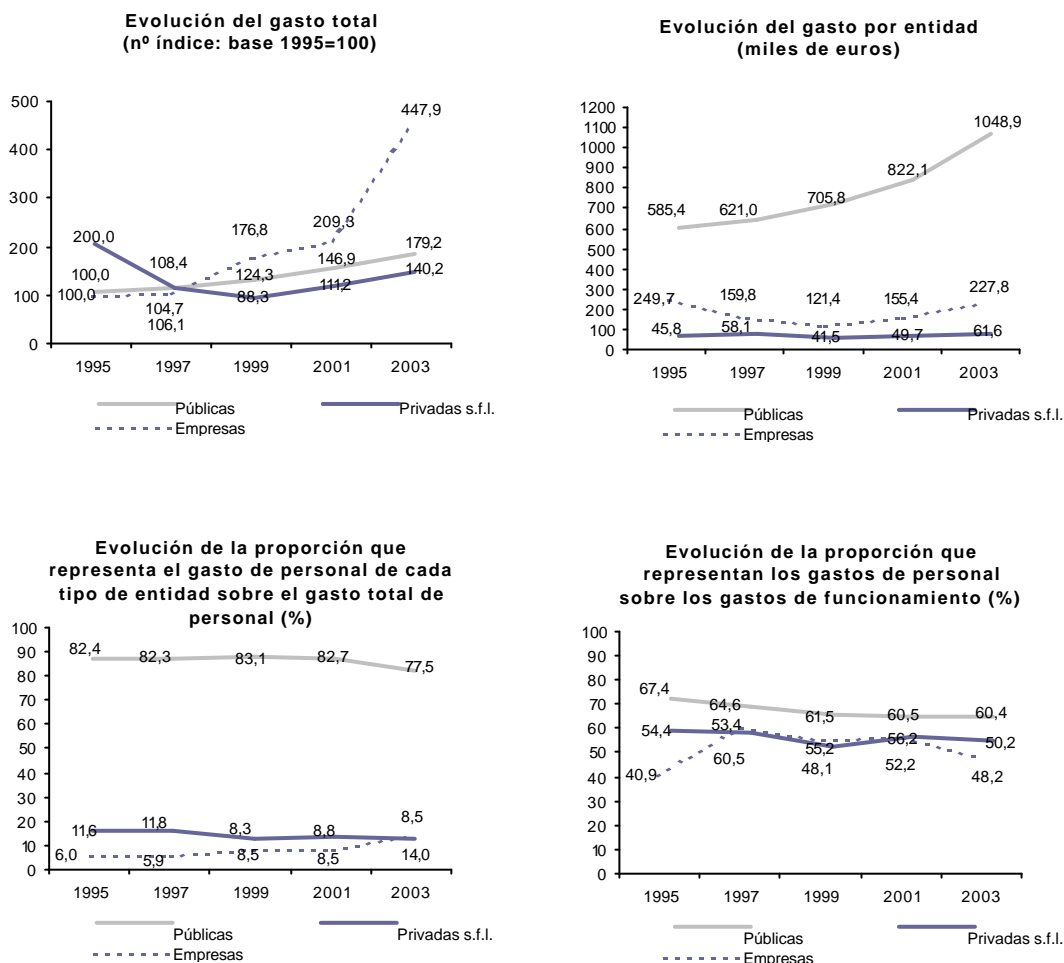 Evolución del gasto total
(nº índice: base 1995=100)
500
400
300
200
100
0
447,9
200,0
176,8
209,3
179,2
108,4
124,3
146,9
140,2
100,0
100,0
104,7
106,1
88,3
111,2
1995 1997 1999 2001 2003
Públicas Privadas s.f.l.
Empresas
Evolución del gasto por entidad
(miles de euros)
1200
1100
1000
900
800
700
600
500
400
300
200
100
0
1048,9
822,1
705,8
585,4 621,0
249,7 159,8 121,4 155,4 227,8
45,8 58,1 41,5 49,7 61,6
1995 1997 1999 2001 2003
Públicas Privadas s.f.l.
Empresas
Evolución de la proporción que
representa el gasto de personal de cada
tipo de entidad sobre el gasto total de
personal (%)
100
90
80
70
60
50
40
30
20
10
0
82,4 82,3 83,1 82,7 77,5
11,6 11,8 8,3 8,8 8,5
6,0 5,9 8,5 8,5 14,0
1995 1997 1999 2001 2003
Públicas Privadas s.f.l.
Empresas
Evolución de la proporción que
representan los gastos de personal
sobre los gastos de funcionamiento (%)
100
90
80
70
60
50
40
30
20
10
0
67,4 64,6 61,5 60,5 60,4
54,4 53,4 55,2 56,2 50,2
40,9 60,5 48,1 52,2 48,2
1995 1997 1999 2001 2003
Públicas Privadas s.f.l.
Empresas